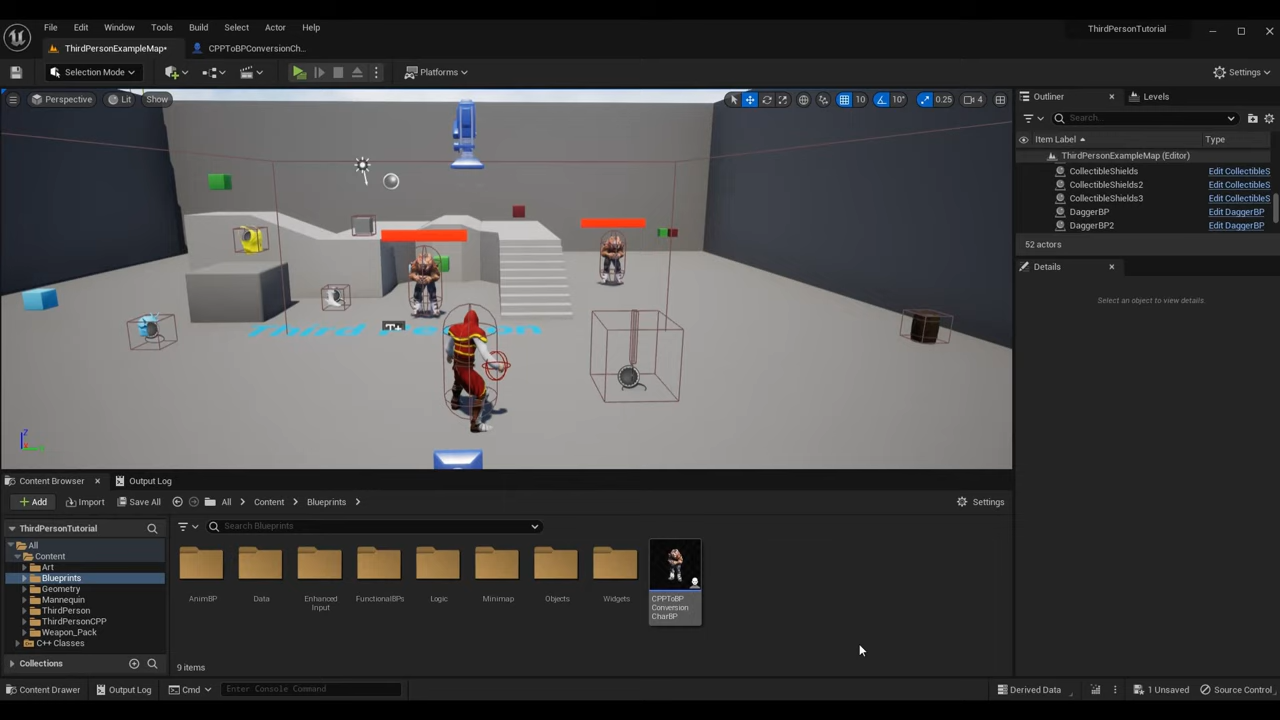 File Edit Window Tools Build Select Actor Help
ThirdPersonTutorial
ThirdPersonExampleMap•
CPPToBPConversionCh...
Selection Mode
Platforms
Settings
Perspective
Lit
Show
10
10°
0.25
4
Third Person
T
Outliner
Levels
Search...
Item Label
Type
ThirdPersonExampleMap (Editor)
CollectibleShields Edit CollectibleS
CollectibleShields2 Edit CollectibleS
CollectibleShields3 Edit CollectibleS
DaggerBP Edit DaggerBP
DaggerBP2 Edit DaggerBP
52 actors
Details
Select an object to view details.
Content Browser
Output Log
Add
Import
Save All
All
Content
Blueprints
Settings
ThirdPersonTutorial
Search Blueprints
All
Content
Art
Blueprints
Geometry
Mannequin
ThirdPerson
ThirdPersonCPP
Weapon_Pack
C++ Classes
Collections
AnimBP
Data
Enhanced
Input
FunctionalBPs
Logic
Minimap
Objects
Widgets
CPPToBP
Conversion
CharBP
9 items
Content Drawer
Output Log
Cmd
Enter Console Command
Derived Data
1 Unsaved
Source Control